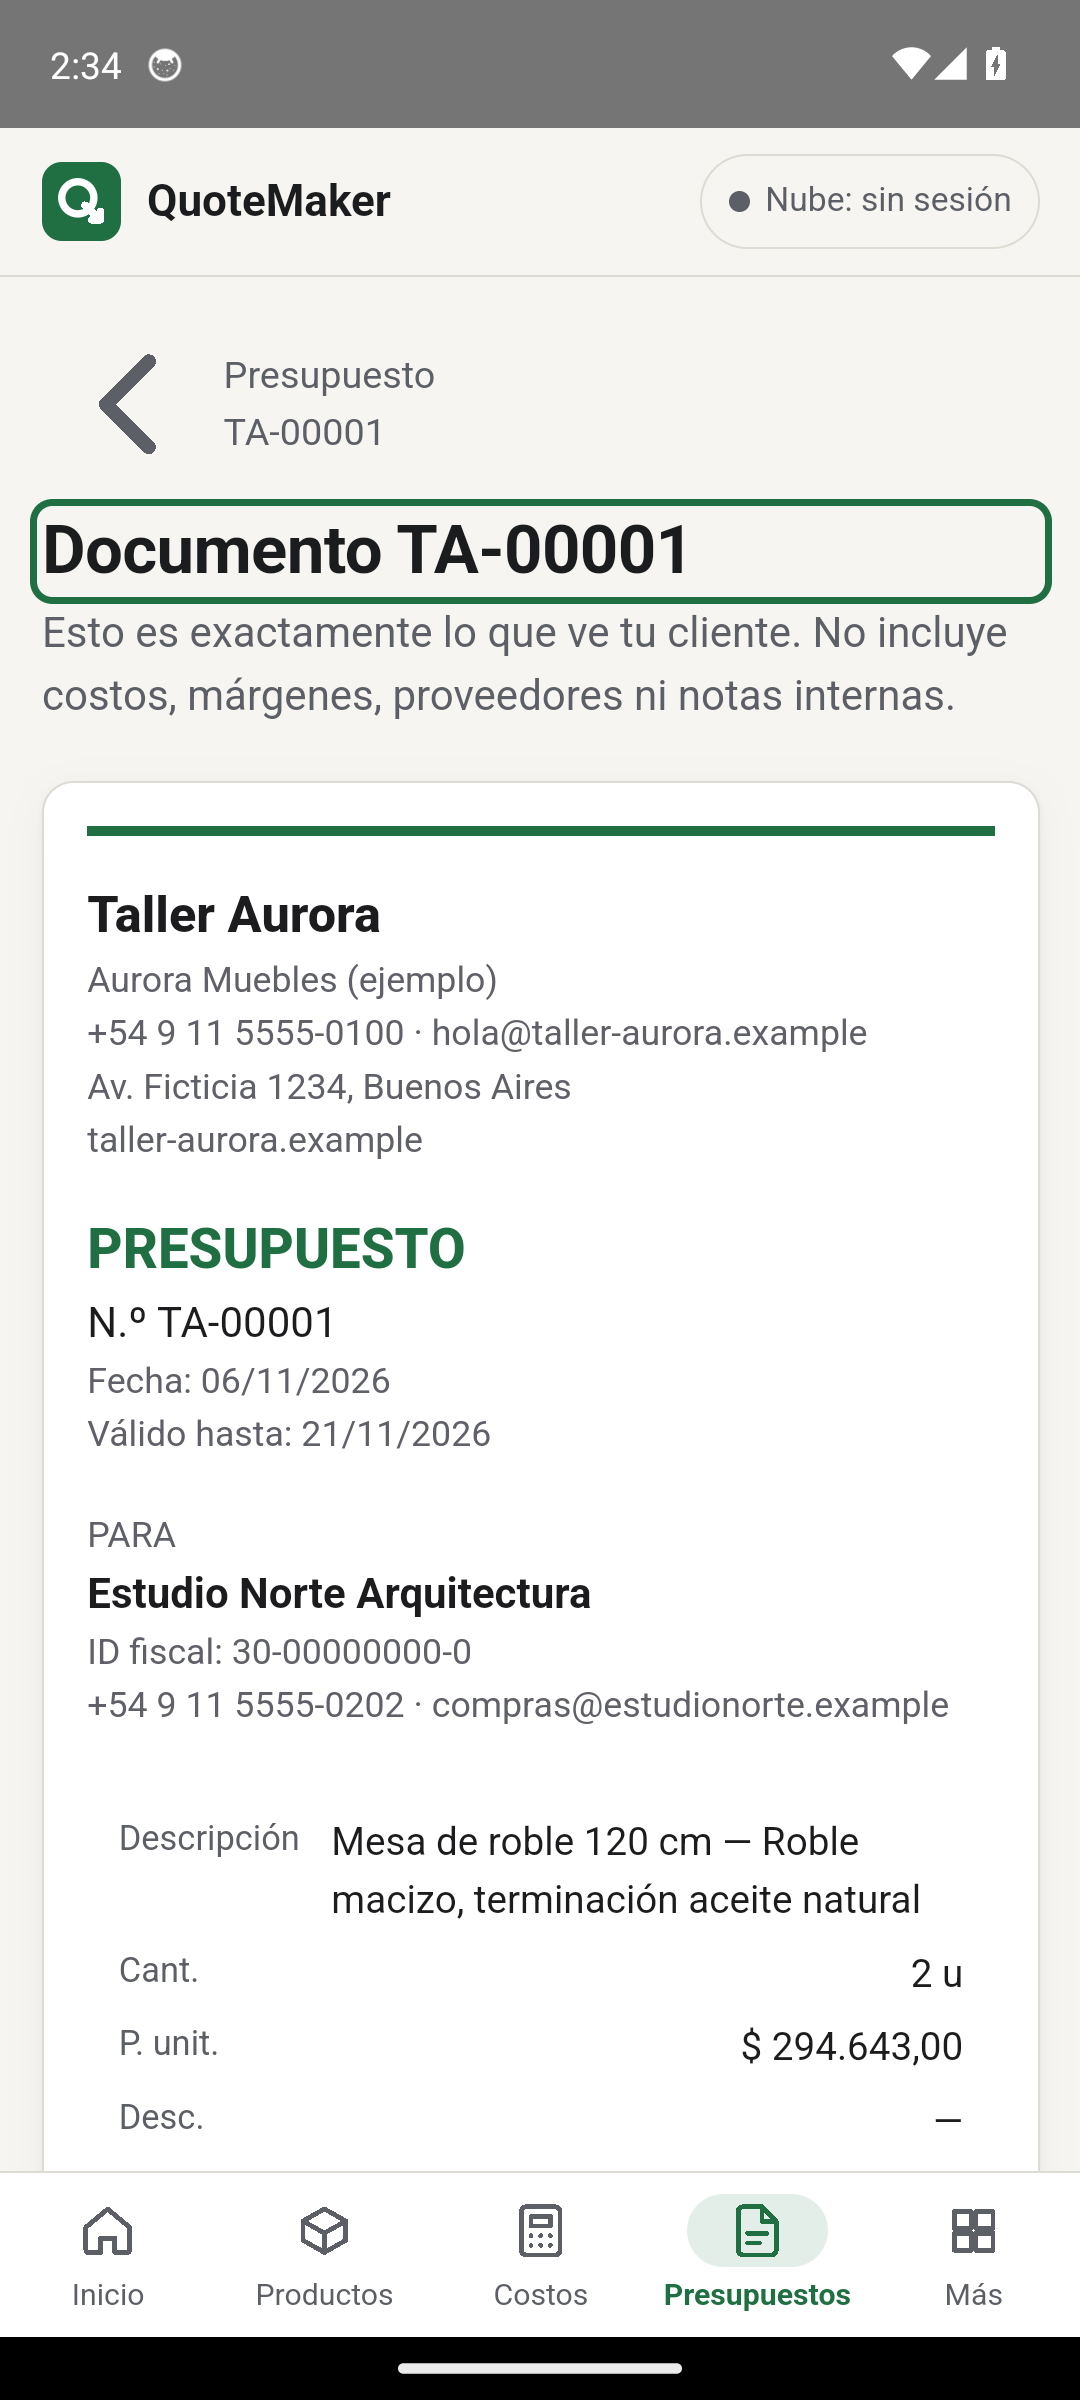 2:34
QuoteMaker
Nube: sin sesión
Presupuesto
TA-00001
Documento TA-00001
Esto es exactamente lo que ve tu cliente. No incluye
costos, márgenes, proveedores ni notas internas.
Taller Aurora
Aurora Muebles (ejemplo)
+54 9 11 5555-0100 · hola@taller-aurora.example
Av. Ficticia 1234, Buenos Aires
taller-aurora.example
PRESUPUESTO
N.º TA-00001
Fecha: 06/11/2026
Válido hasta: 21/11/2026
PARA
Estudio Norte Arquitectura
ID fiscal: 30-00000000-0
+54 9 11 5555-0202 · compras@estudionorte.example
Descripción Mesa de roble 120 cm — Roble
macizo, terminación aceite natural
Cant. 2 u
P. unit. $ 294.643,00
Desc. —
Inicio Productos Costos Presupuestos Más